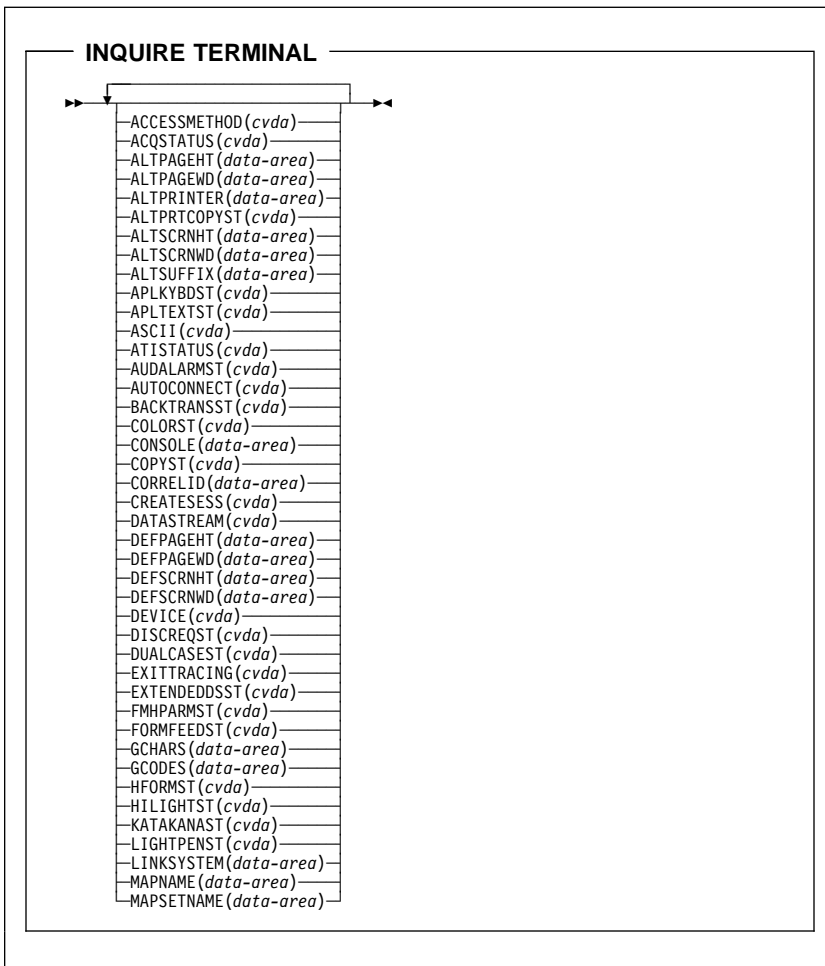 INQUIRE TERMINAL
ACCESSMETHOD(cvda)
ACQSTATUS(cvda)
ALTPAGEHT(data-area)
ALTPAGEWD(data-area)
ALTPRINTER(data-area)
ALTPRTCOPYST(cvda)
ALTSCRNHT(data-area)
ALTSCRNWD(data-area)
ALTSUFFIX(data-area)
APLKYBDST(cvda)
APLTEXTST(cvda)
ASCII(cvda)
ATISTATUS(cvda)
AUDALARMST(cvda)
AUTOCONNECT(cvda)
BACKTRANSST(cvda)
COLORST(cvda)
CONSOLE(data-area)
COPYST(cvda)
CORRELID(data-area)
CREATESESS(cvda)
DATASTREAM(cvda)
DEFPAGEHT(data-area)
DEFPAGEWD(data-area)
DEFSCRNHT(data-area)
DEFSCRNWD(data-area)
DEVICE(cvda)
DISCREQST(cvda)
DUALCASEST(cvda)
EXITTRACING(cvda)
EXTENDEDDSST(cvda)
FMHPARMST(cvda)
FORMFEEDST(cvda)
GCHARS(data-area)
GCODES(data-area)
HFORMST(cvda)
HILIGHTST(cvda)
KATAKANAST(cvda)
LIGHTPENST(cvda)
LINKSYSTEM(data-area)
MAPNAME(data-area)
MAPSETNAME(data-area)